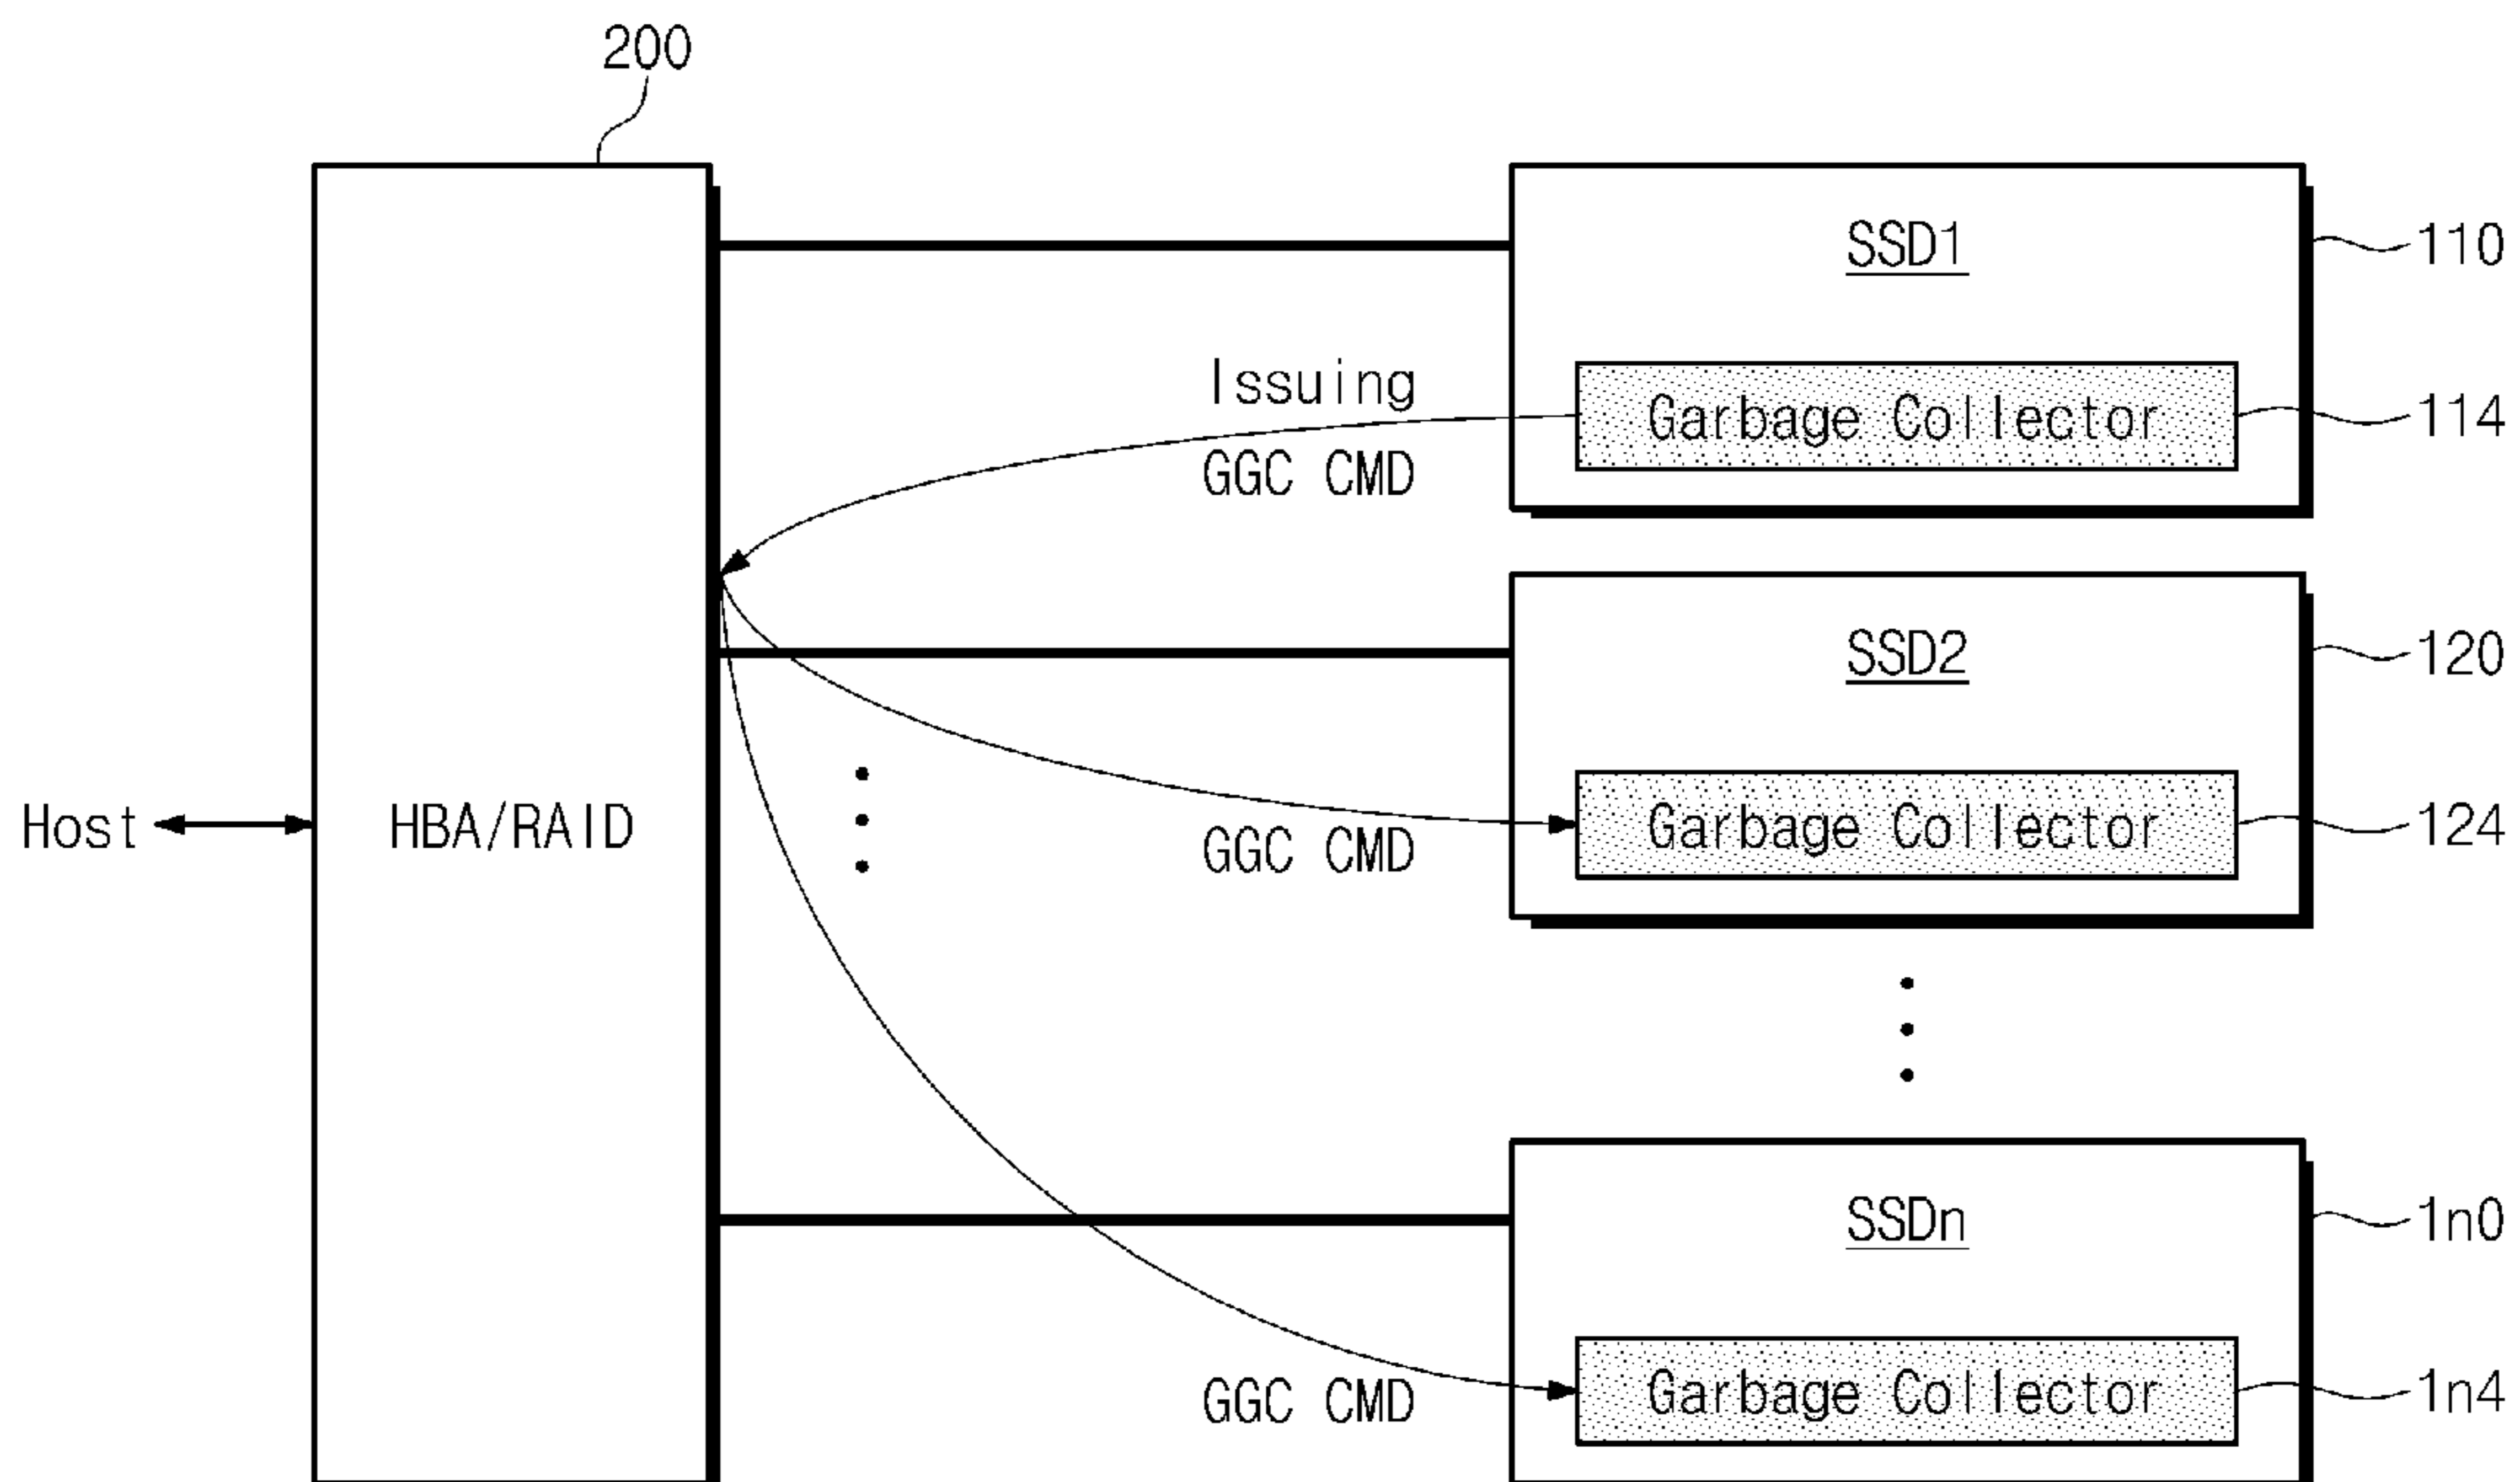 200
SSD1
110
Issuing
Garbage Collector
114
GGC CMD
SSD2
120
Host
HBA/RAID
Garbage Collector
124
GGC CMD
SSDn
1n0
Garbage Collector
1n4
GGC CMD